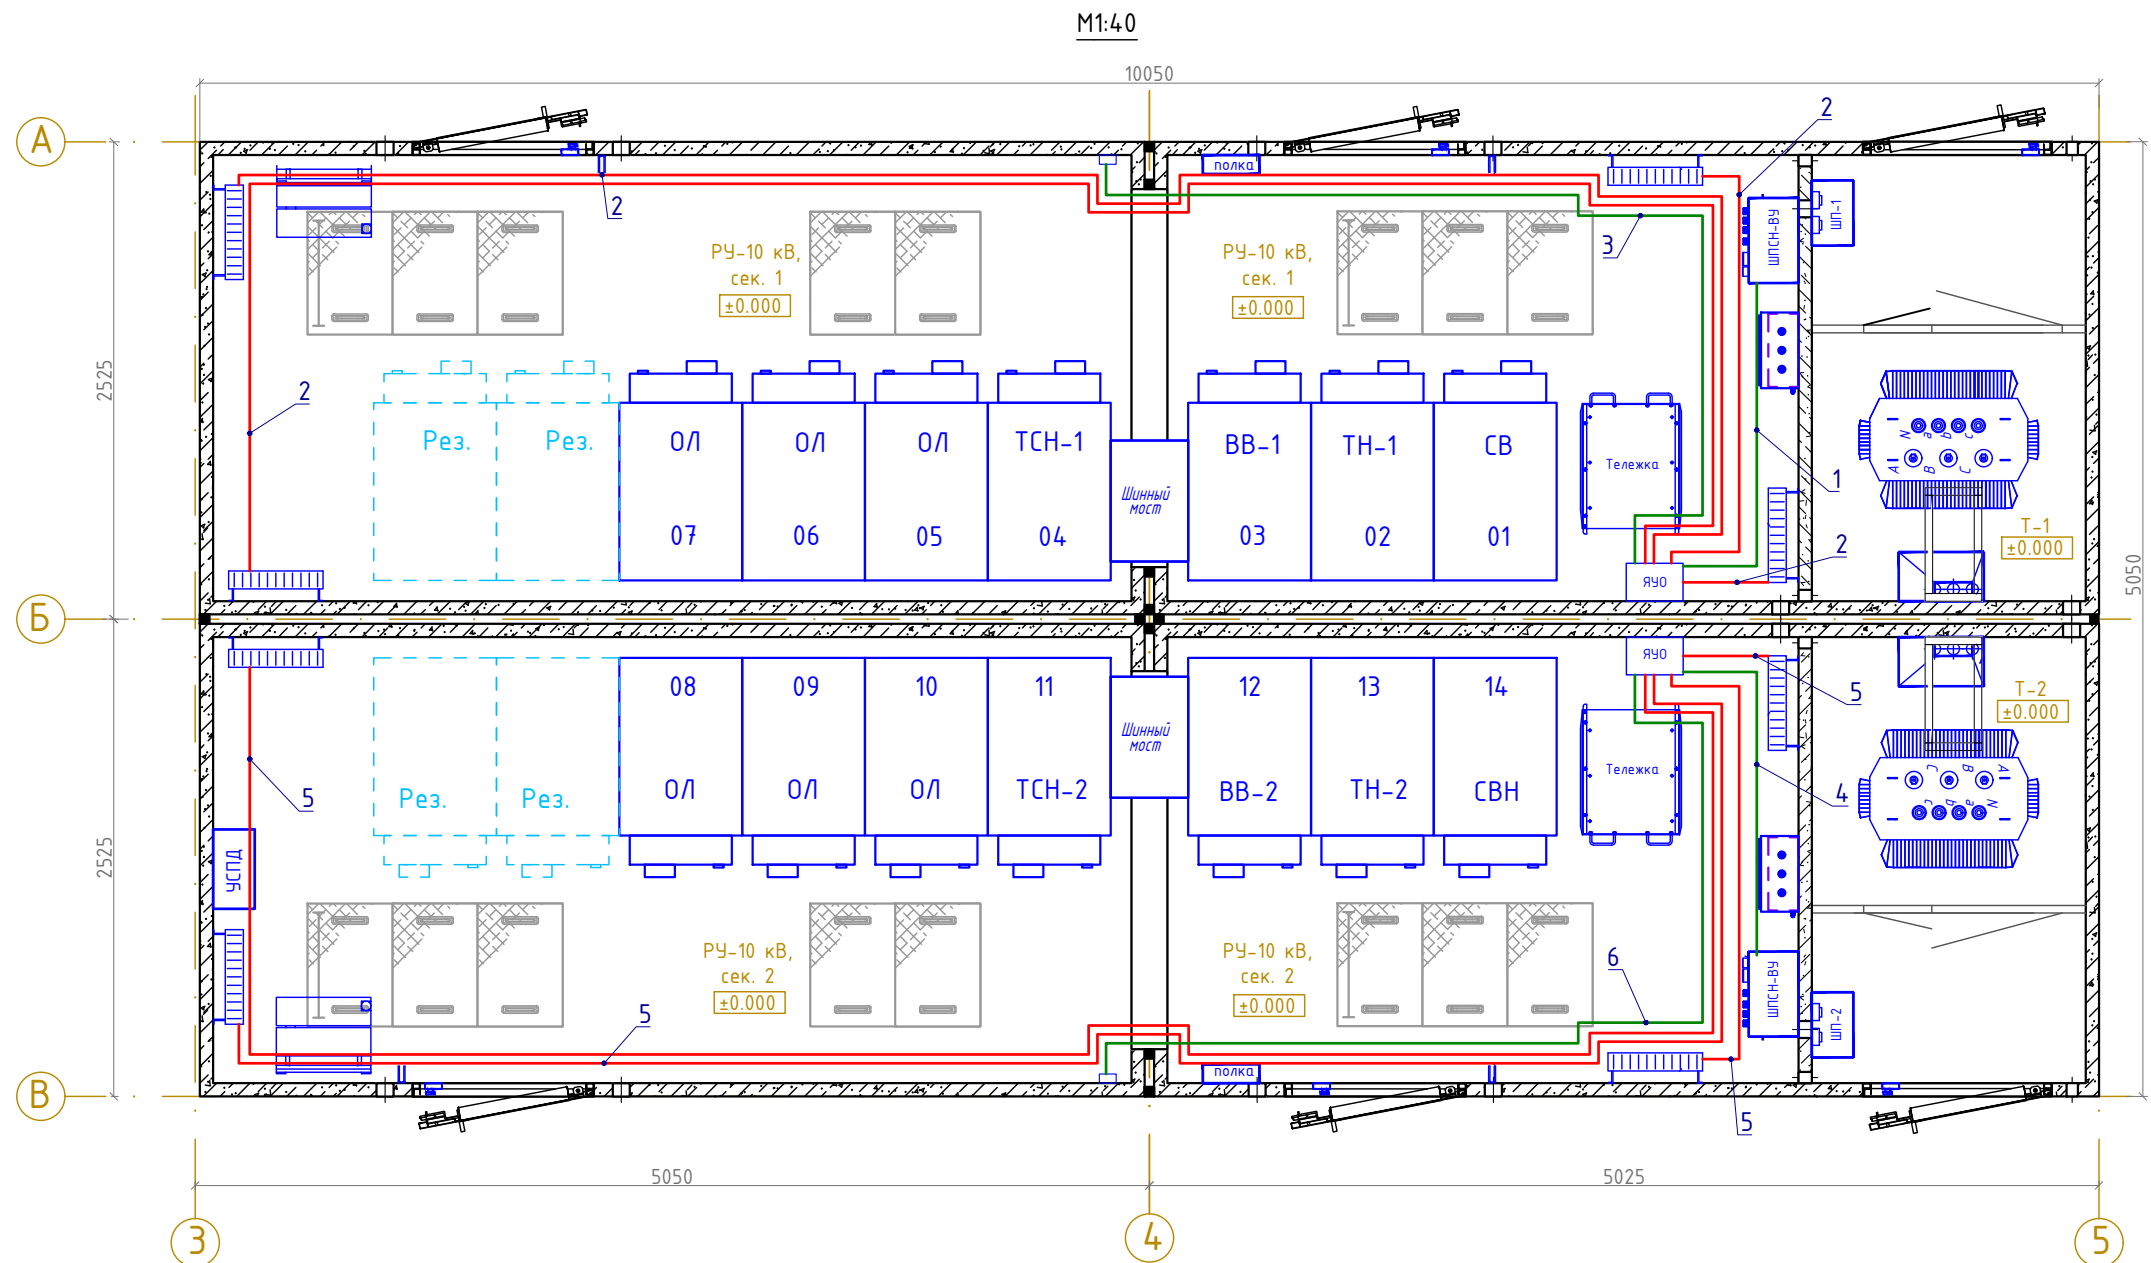 М1:40
10050
А
Б
В
2525
2525
5050
2
полка
2
3
ШПСН-ВУ
ШП-1
РУ-10 кВ,
сек. 1
±0.000
РУ-10 кВ,
сек. 1
±0.000
2
Рез.
Рез.
ОЛ
ОЛ
ОЛ
ТСН-1
ВВ-1
ТН-1
СВ
Шинный
мост
Тележка
1
N a b c
A B C
07
06
05
04
03
02
01
2
Т-1
±0.000
ЯУО
ЯУО
08
09
10
11
12
13
14
5
Т-2
±0.000
Шинный
мост
Тележка
5
Рез.
Рез.
ОЛ
ОЛ
ОЛ
ТСН-2
ВВ-2
ТН-2
СВН
4
C B A
c b a N
УСПД
РУ-10 кВ,
сек. 2
±0.000
РУ-10 кВ,
сек. 2
±0.000
6
ШПСН-ВУ
ШП-2
5
полка
5
5050
5025
3
4
5